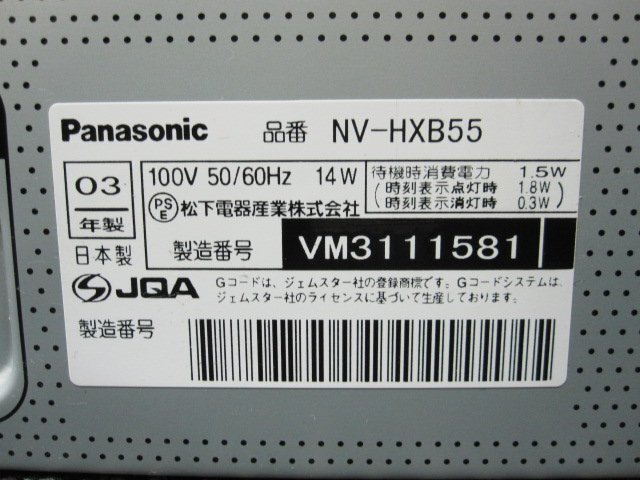 Panasonic 品番 NV-HXB55
03
年製
日本製
100V 50/60Hz 14W
待機時消費電力 1.5W
(時刻表示点灯時 1.8W)
(時刻表示消灯時 0.3W)
PSE 松下電器産業株式会社
製造番号 VM3111581
JQA
Gコードは、ジェムスター社の登録商標です。Gコードシステムは、
ジェムスター社のライセンスに基づいて生産しております。
製造番号